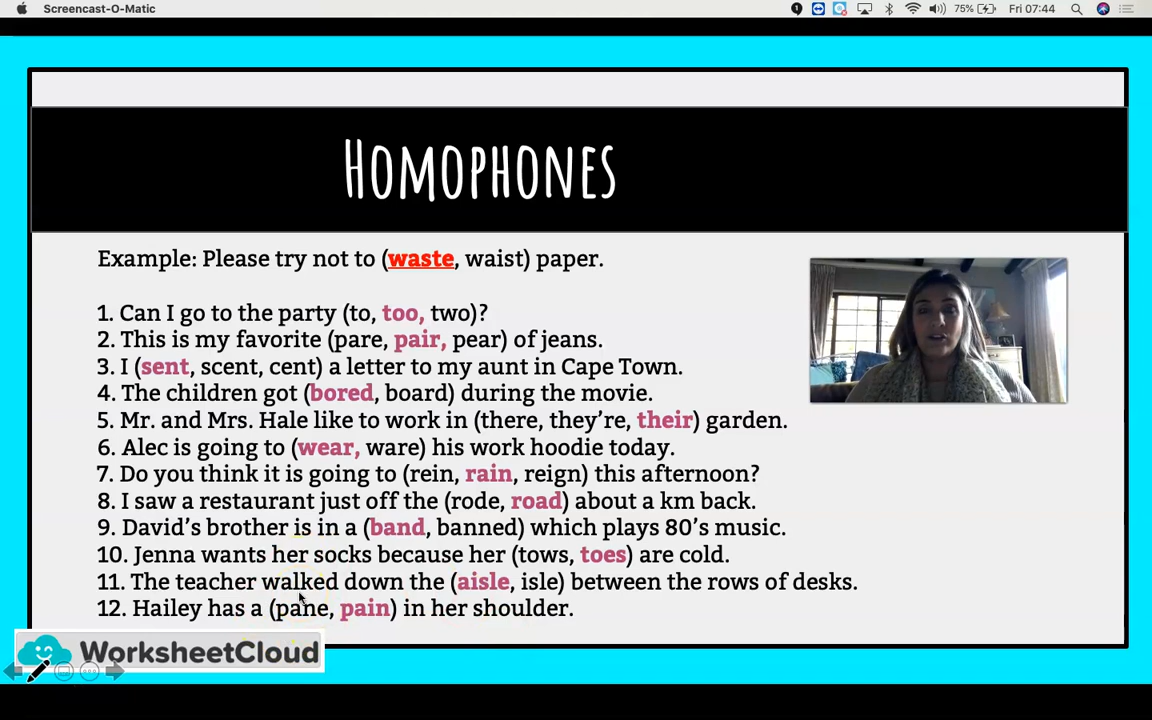 Screencast-O-Matic
75%
Fri 07:44
HOMOPHONES
Example: Please try not to (waste, waist) paper.
1. Can I go to the party (to, too, two)?
2. This is my favorite (pare, pair, pear) of jeans.
3. I (sent, scent, cent) a letter to my aunt in Cape Town.
4. The children got (bored, board) during the movie.
5. Mr. and Mrs. Hale like to work in (there, they’re, their) garden.
6. Alec is going to (wear, ware) his work hoodie today.
7. Do you think it is going to (rein, rain, reign) this afternoon?
8. I saw a restaurant just off the (rode, road) about a km back.
9. David’s brother is in a (band, banned) which plays 80’s music.
10. Jenna wants her socks because her (tows, toes) are cold.
11. The teacher walked down the (aisle, isle) between the rows of desks.
12. Hailey has a (pane, pain) in her shoulder.
WorksheetCloud